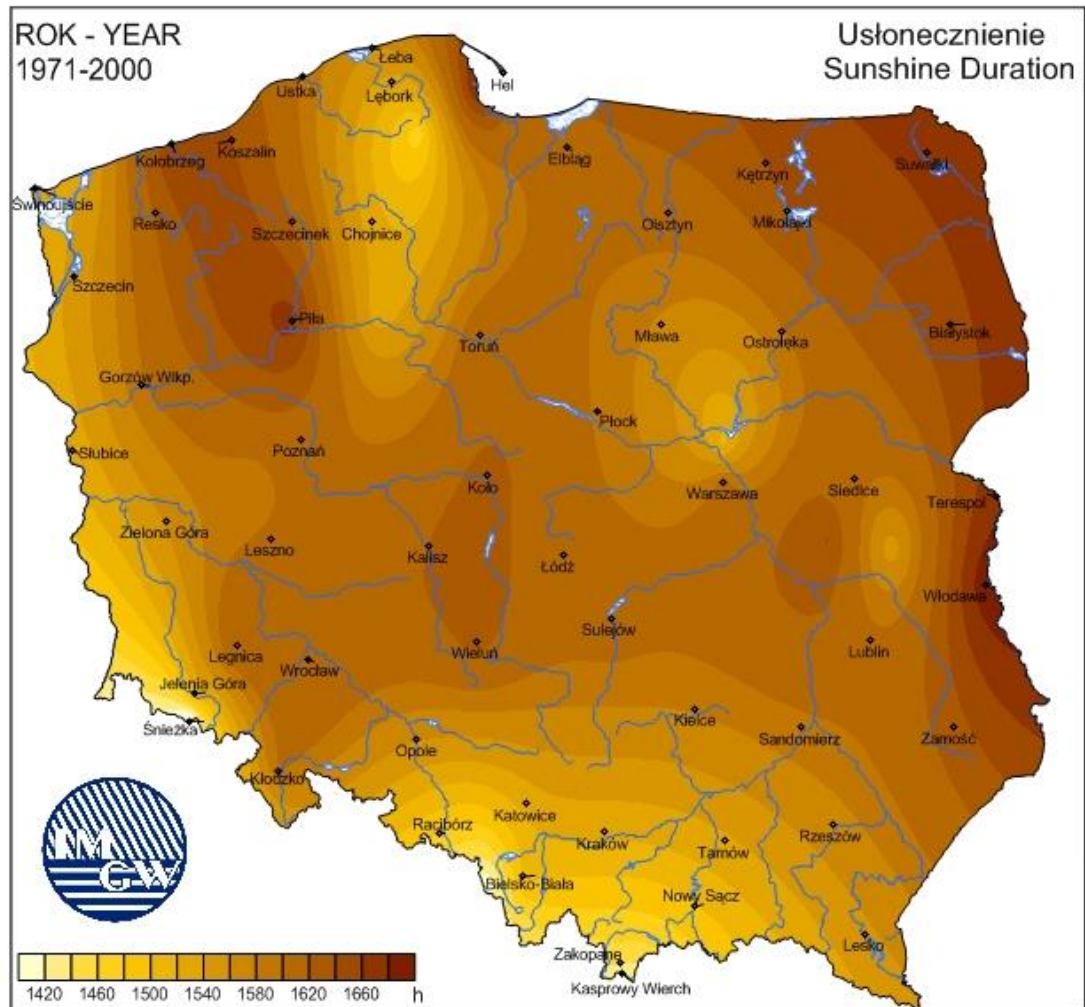 ROK - YEAR
1971-2000
Usłonecznienie
Sunshine Duration
Łeba
Hel
Ustka
Lębork
Koszalin
Kołobrzeg
Elbląg
Suwałki
Kętrzyn
Świnoujście
Resko
Szczecinek
Chojnice
Olsztyn
Mikołajki
Szczecin
Piła
Toruń
Mława
Ostrołęka
Białystok
Gorzów Wlkp.
Płock
Słubice
Poznań
Koło
Warszawa
Siedlce
Terespol
Zielona Góra
Leszno
Kalisz
Łódź
Włodawa
Sulejów
Legnica
Wrocław
Wieluń
Lublin
Jelenia Góra
Śnieżka
Kielce
Sandomierz
Zamość
Opole
Kłodzko
Katowice
Racibórz
Kraków
Tarnów
Rzeszów
Bielsko-Biała
Nowy Sącz
Lesko
Zakopane
Kasprowy Wierch
IM
GW
1420 1460 1500 1540 1580 1620 1660 h